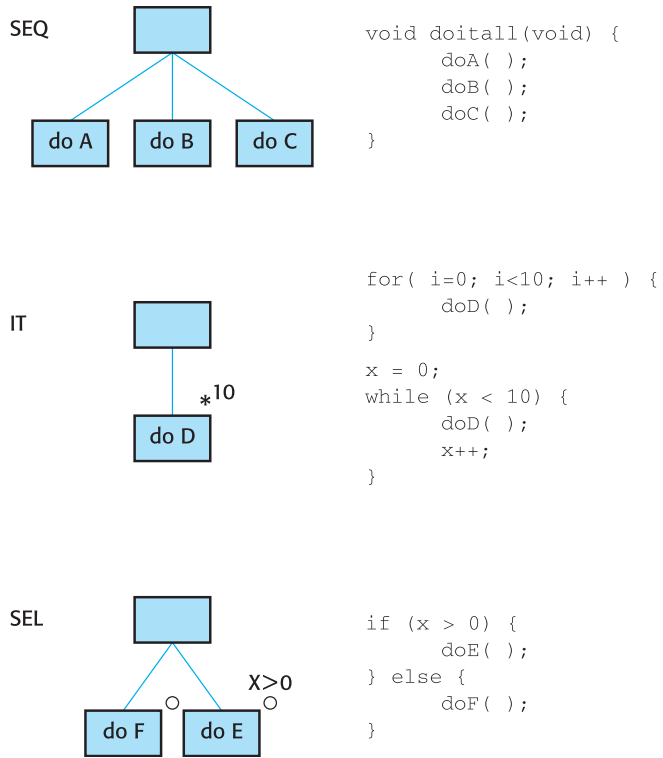 SEQ
do A
do B
do C
void doitall(void) {
doA( );
doB( );
doC( );
}
IT
*10
do D
for( i=0; i<10; i++ ) {
doD( );
}
x = 0;
while (x < 10) {
doD( );
x++;
}
SEL
X>0
do F
do E
if (x > 0) {
doE( );
} else {
doF( );
}